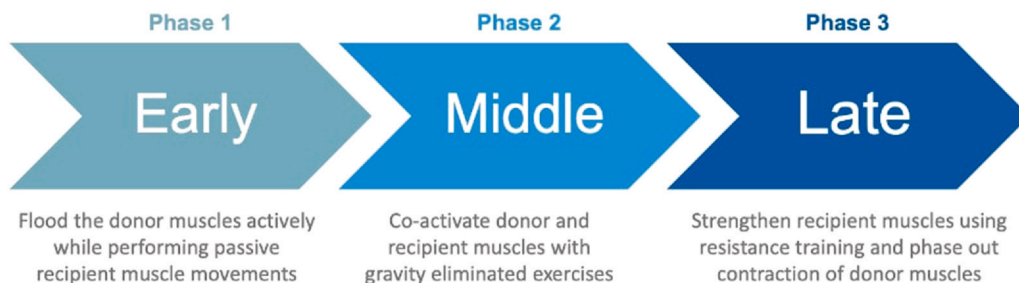 Phase 1
Phase 2
Phase 3
Early
Middle
Late
Flood the donor muscles actively
while performing passive
recipient muscle movements
Co-activate donor and
recipient muscles with
gravity eliminated exercises
Strengthen recipient muscles using
resistance training and phase out
contraction of donor muscles